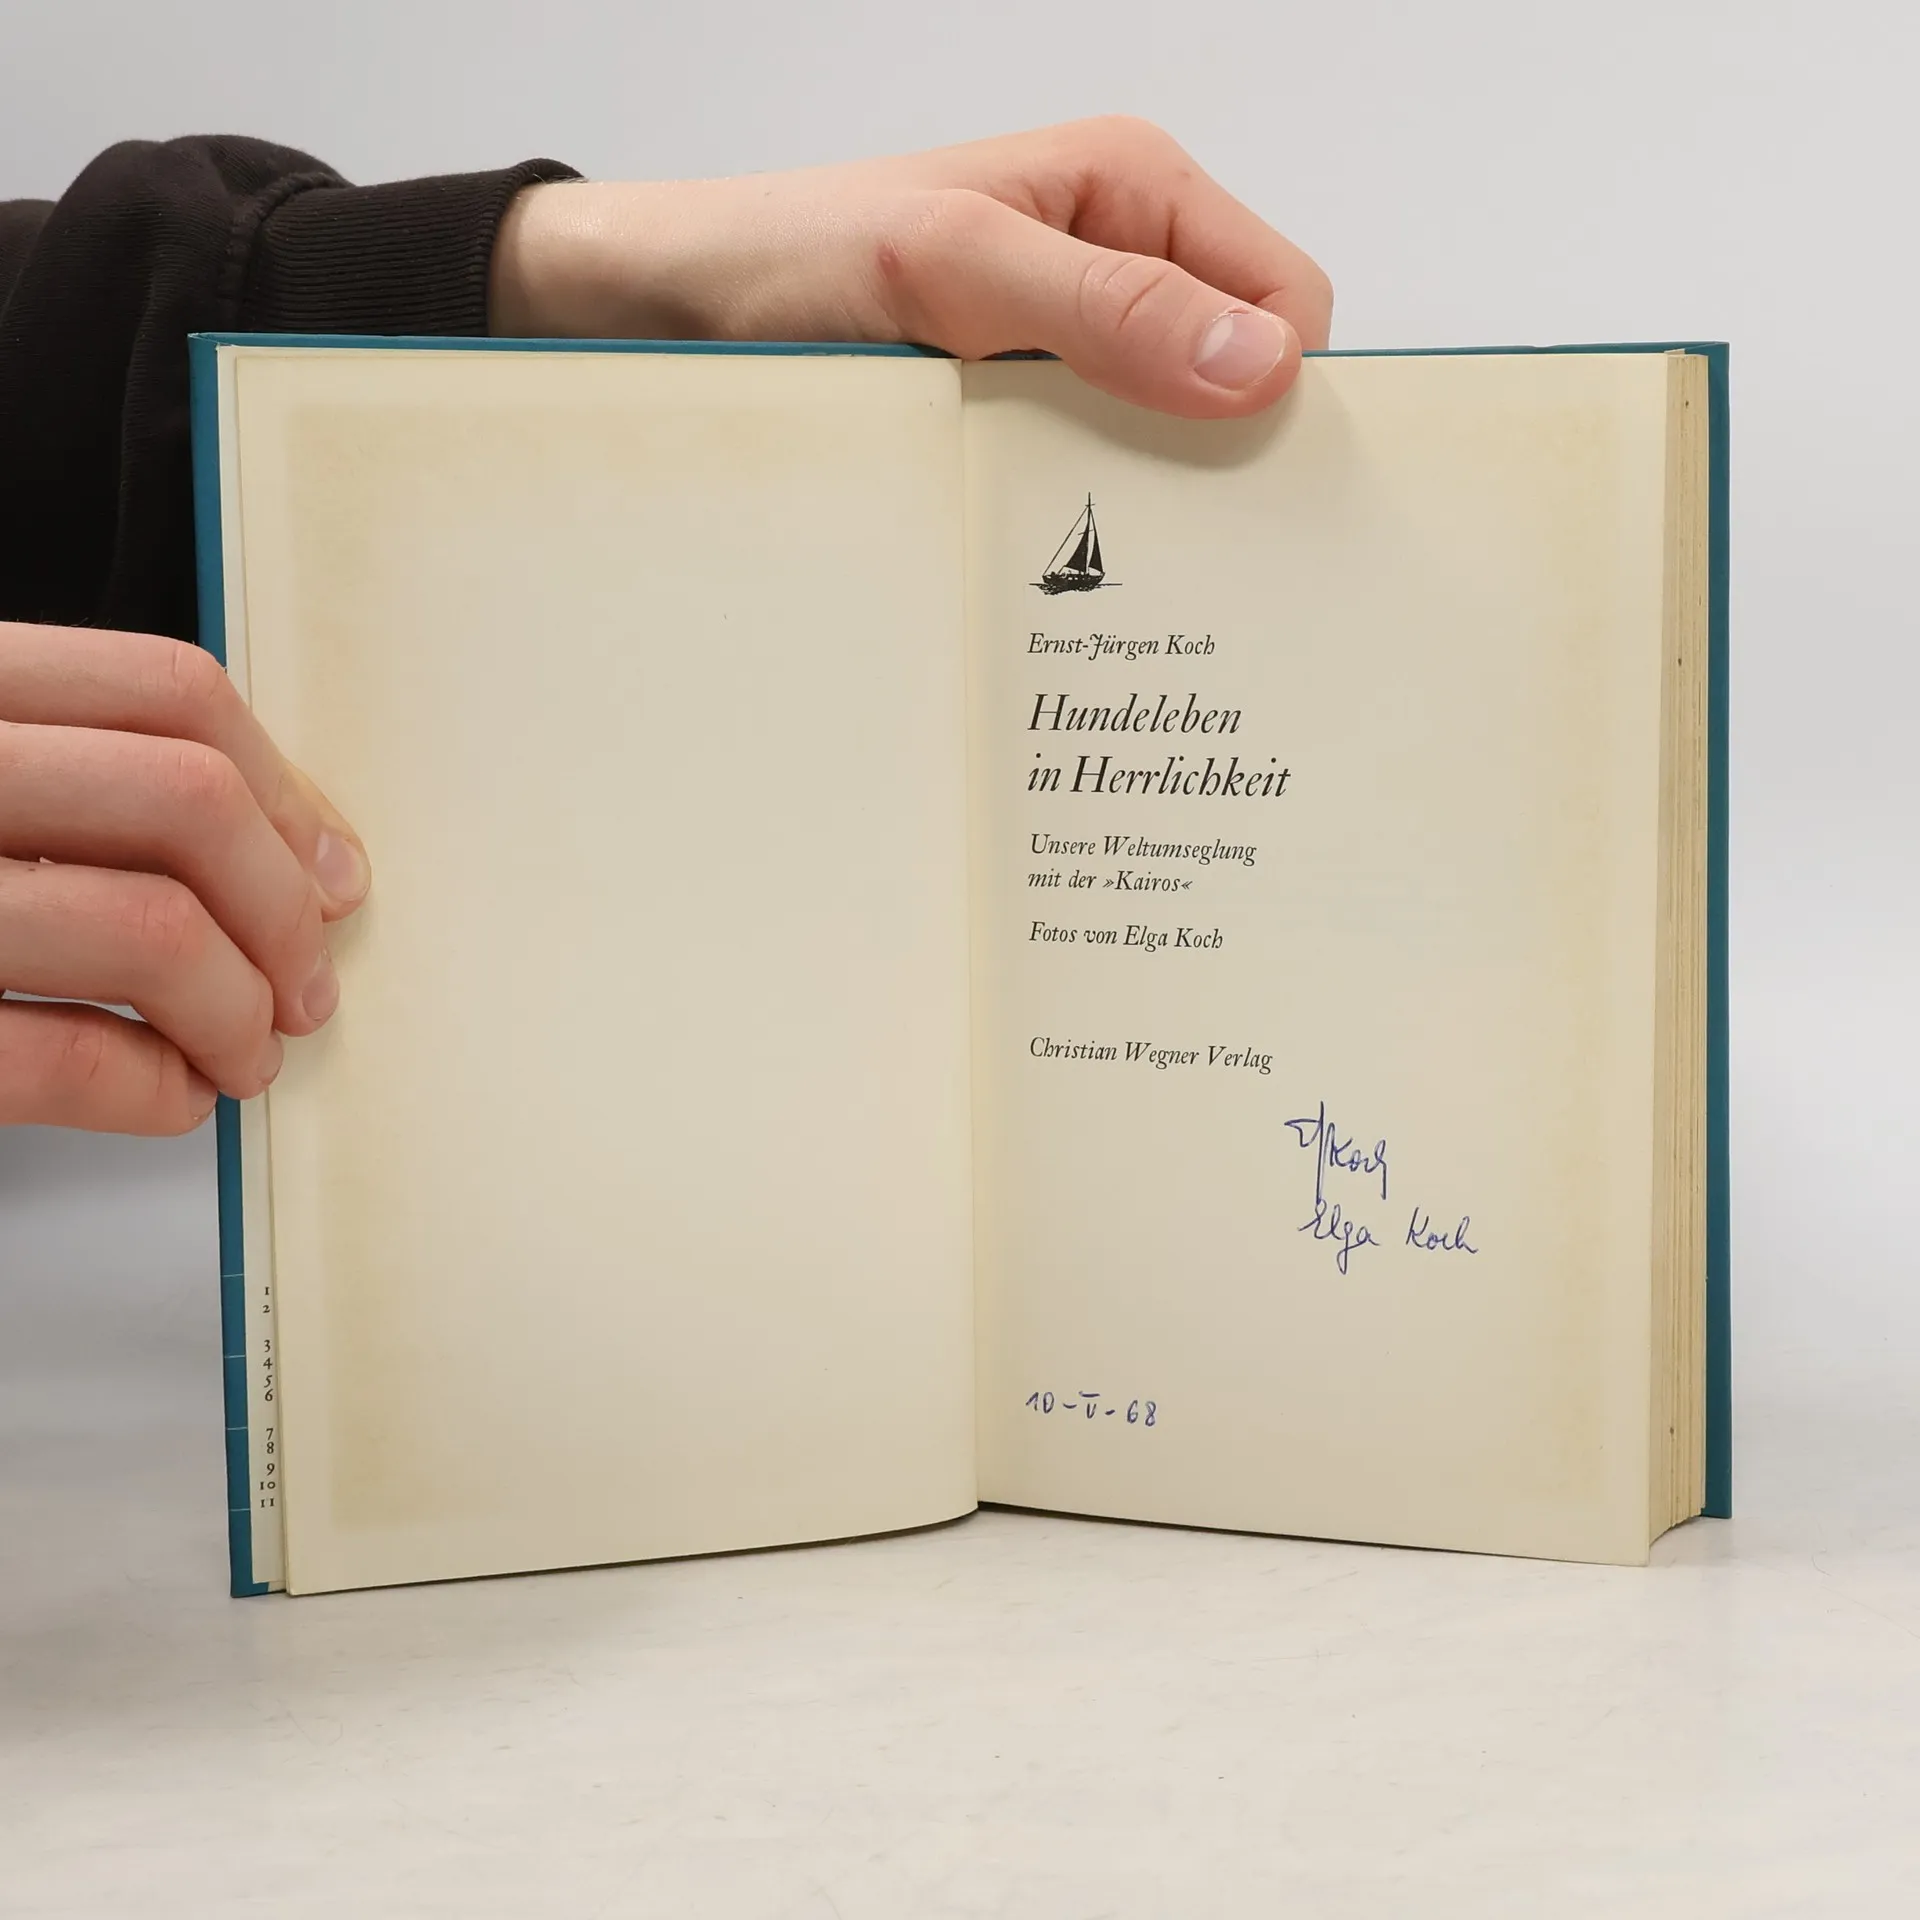 Ernst-Jürgen Koch
Hundeleben
in Herrlichkeit
Unsere Weltumseglung
mit der »Kairos«
Fotos von Elga Koch
Christian Wegner Verlag
EJKoch
Elga Koch
10-V-68
1
2
3
4
5
6
7
8
9
10
11